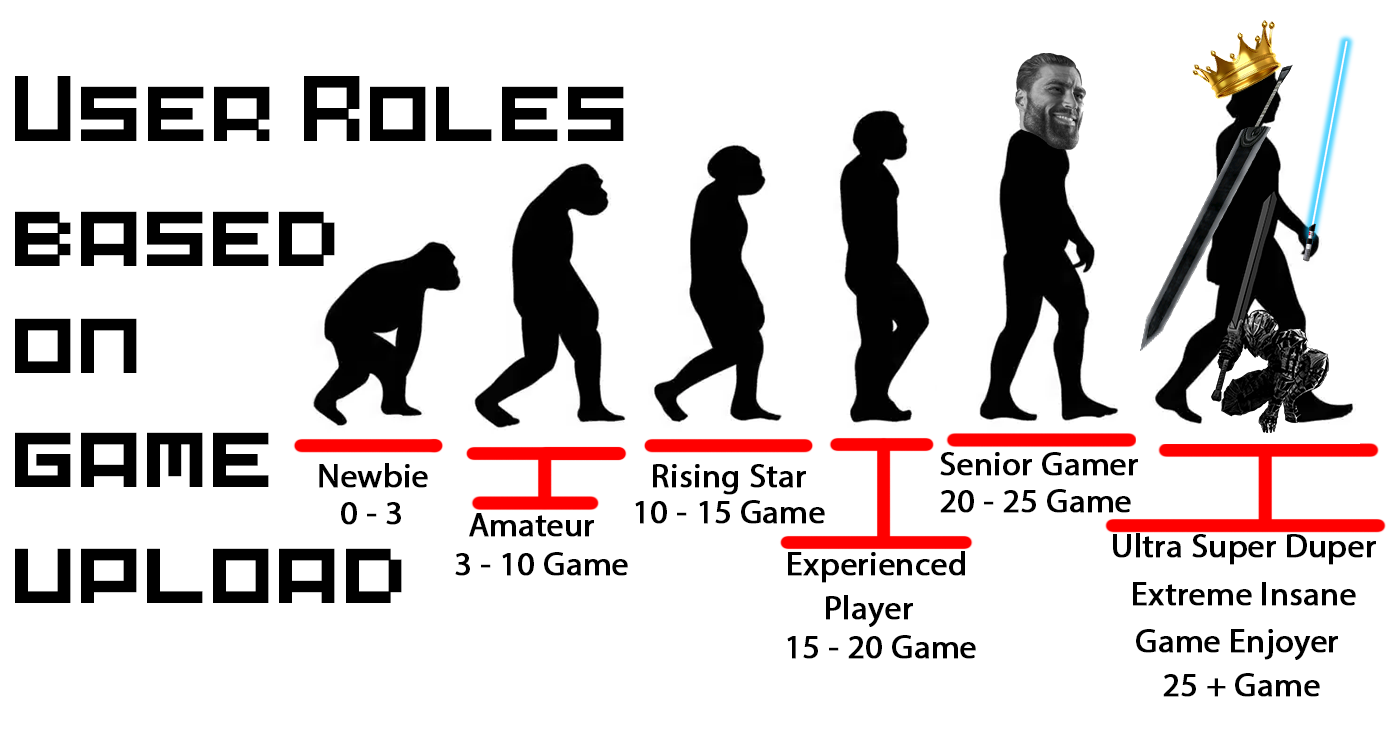 User Roles
based
on
game
upload
Newbie
0 - 3
Amateur
3 - 10 Game
Rising Star
10 - 15 Game
Experienced
Player
15 - 20 Game
Senior Gamer
20 - 25 Game
Ultra Super Duper
Extreme Insane
Game Enjoyer
25 + Game